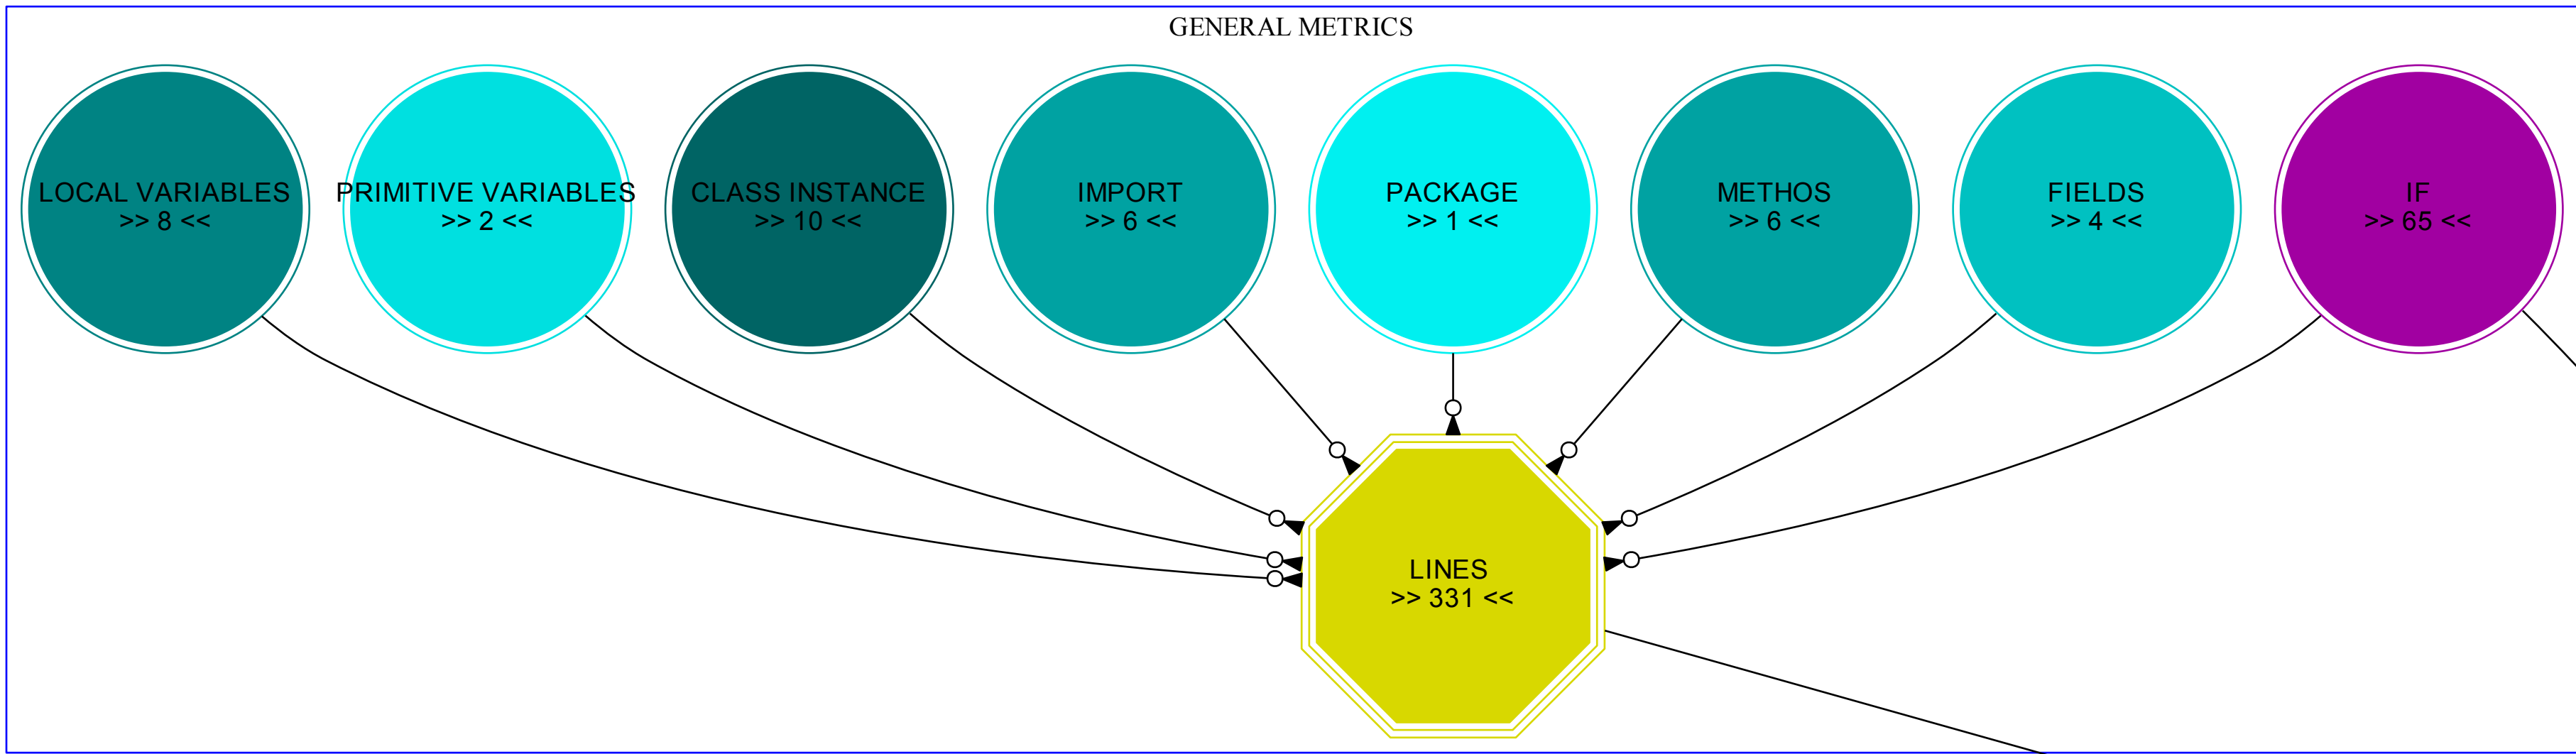 GENERAL METRICS
LOCAL VARIABLES
>> 8 <<
PRIMITIVE VARIABLES
>> 2 <<
CLASS INSTANCE
>> 10 <<
IMPORT
>> 6 <<
PACKAGE
>> 1 <<
METHOS
>> 6 <<
FIELDS
>> 4 <<
IF
>> 65 <<
LINES
>> 331 <<